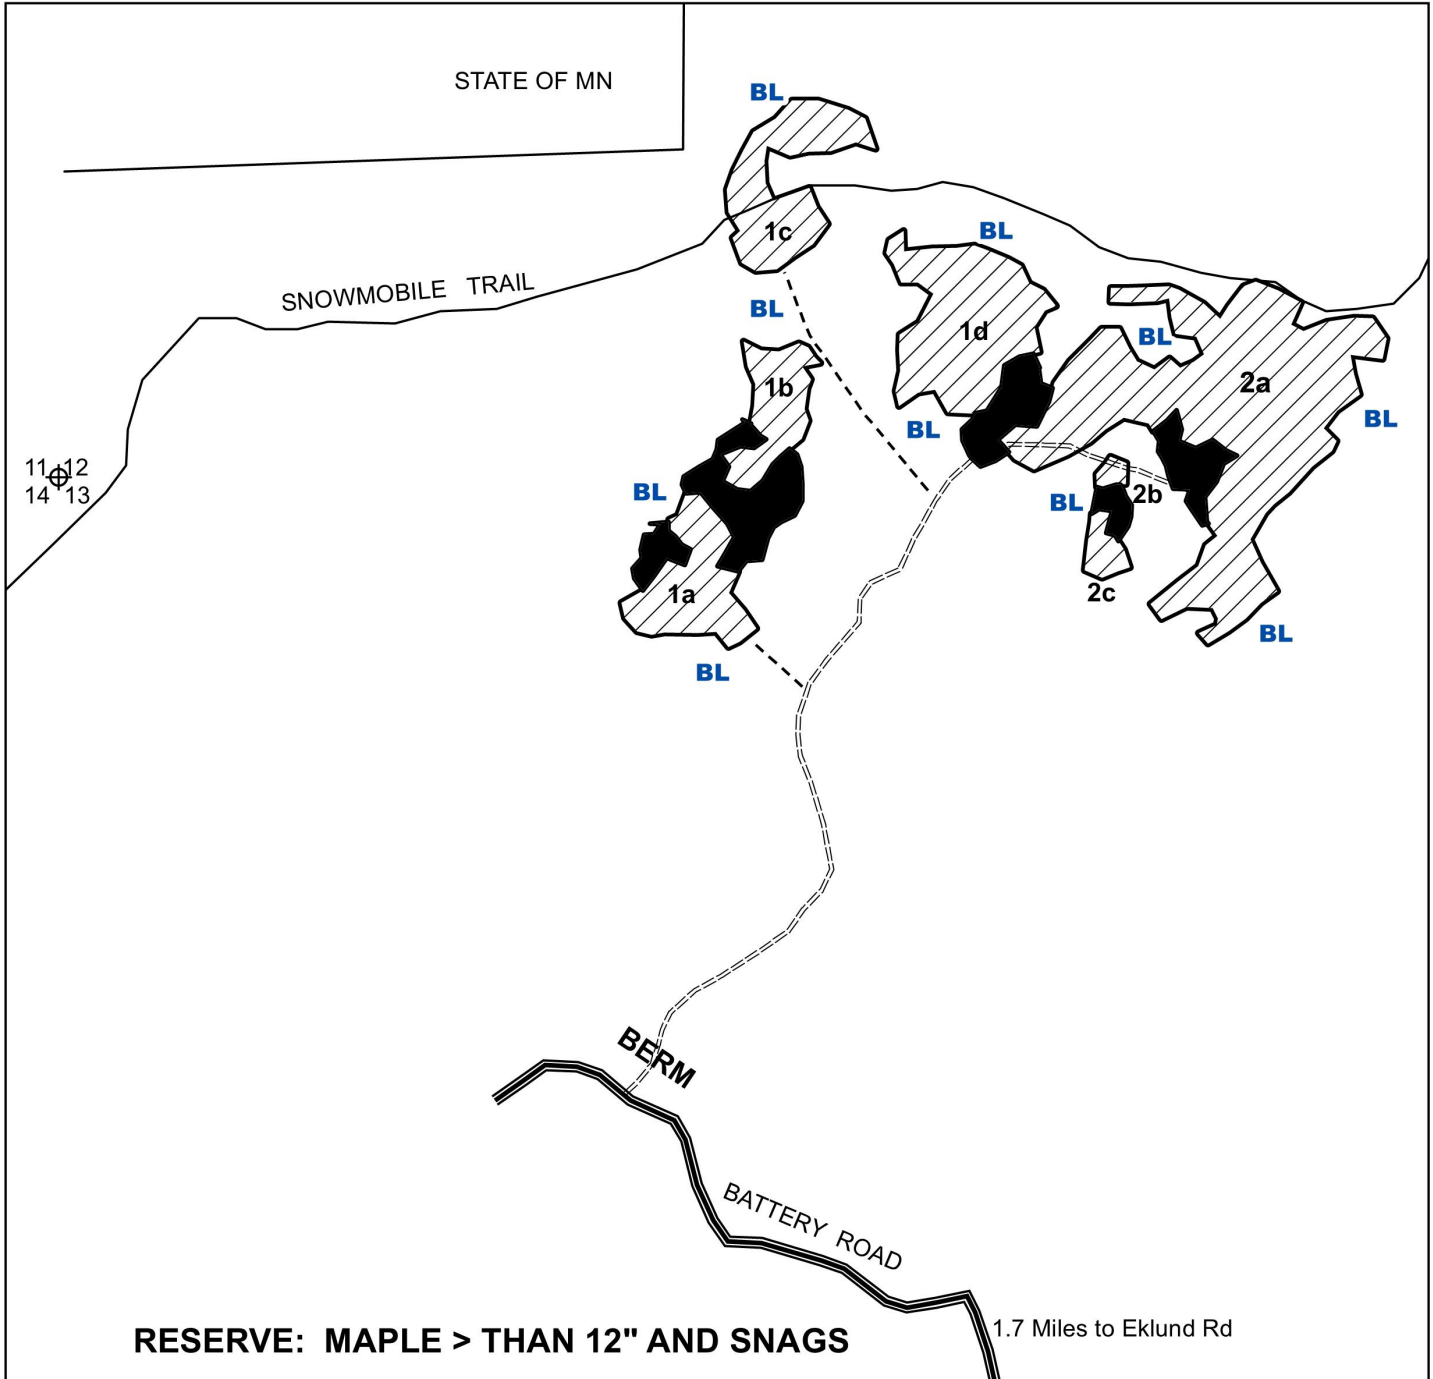 STATE OF MN
BL
1c
BL
SNOWMOBILE TRAIL
BL
1d
BL
1b
2a
BL
BL
11 12
14 13
BL
BL
2b
1a
2c
BL
BL
BERM
BATTERY ROAD
1.7 Miles to Eklund Rd
RESERVE: MAPLE > THAN 12" AND SNAGS